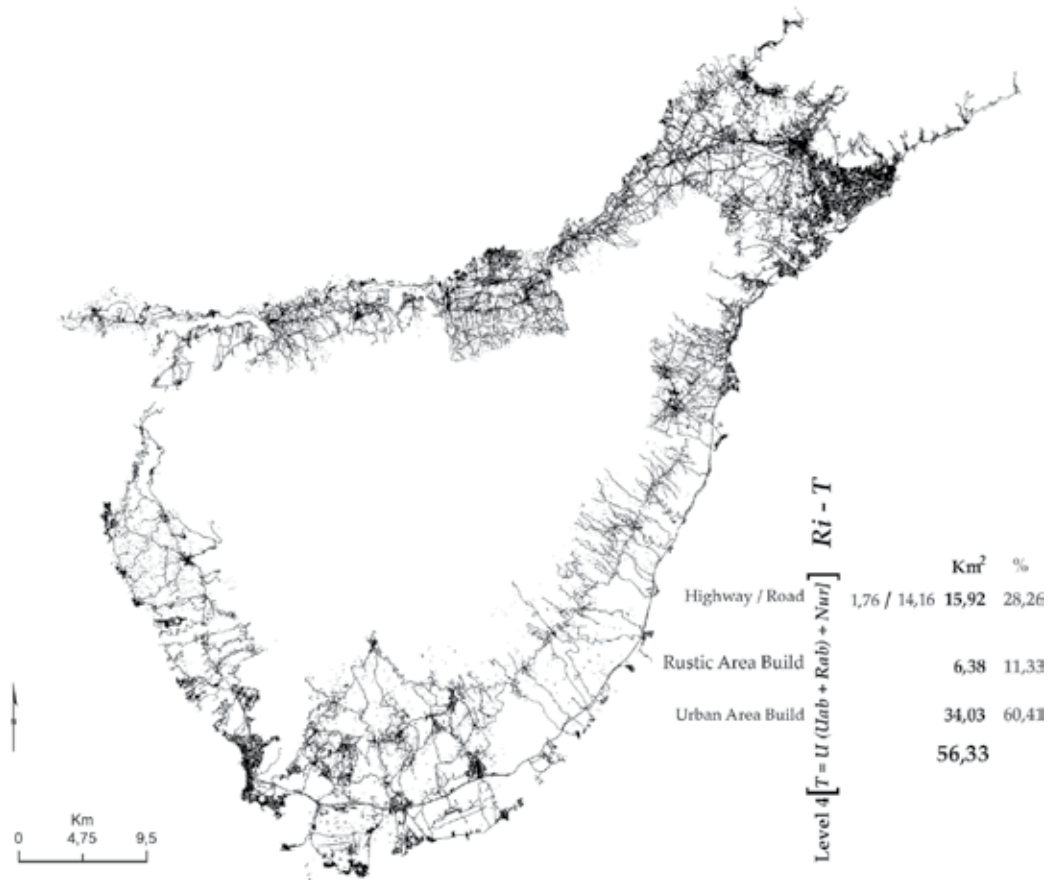 Ri - T
Level 4 [T = U (Uab + Rab) + Nur]
Km² %
Highway / Road 1,76 / 14,16 15,92 28,26
Rustic Area Build 6,38 11,33
Urban Area Build 34,03 60,41
56,33
Km
0 4,75 9,5